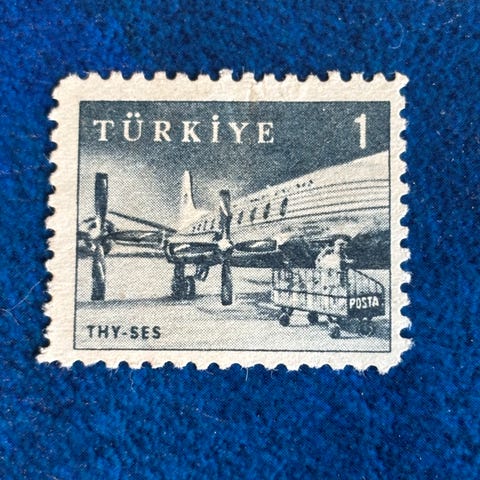 TÜRKİYE 1
POSTA
THY-SES